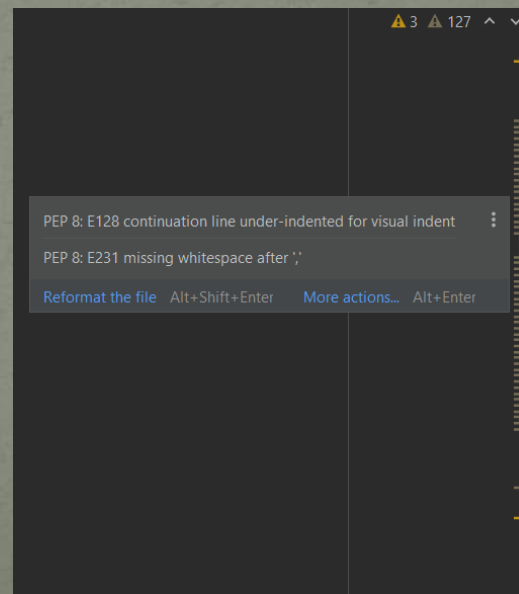 3 127
PEP 8: E128 continuation line under-indented for visual indent
PEP 8: E231 missing whitespace after ','
Reformat the file Alt+Shift+Enter More actions... Alt+Enter